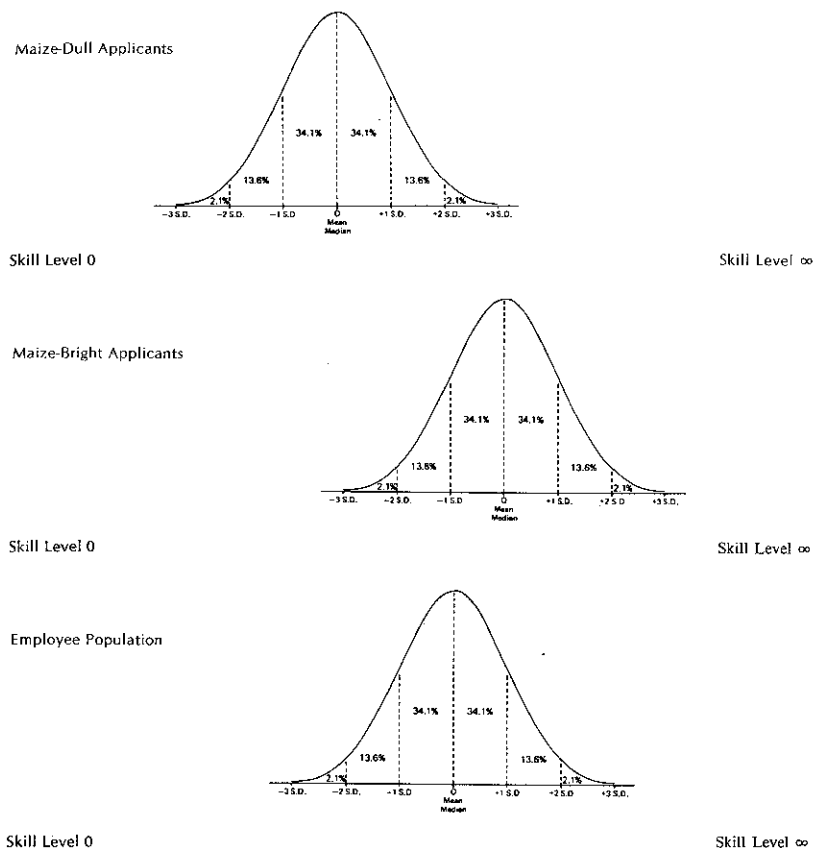 Maize-Dull Applicants
34.1% 34.1%
13.6% 13.6%
2.1% 2.1%
-3 S.D. -2 S.D. -1 S.D. 0 +1 S.D. +2 S.D. +3 S.D.
Mean
Median
Skill Level 0 Skill Level ∞
Maize-Bright Applicants
34.1% 34.1%
13.6% 13.6%
2.1% 2.1%
-3 S.D. -2 S.D. -1 S.D. 0 +1 S.D. +2 S.D. +3 S.D.
Mean
Median
Skill Level 0 Skill Level ∞
Employee Population
34.1% 34.1%
13.6% 13.6%
2.1% 2.1%
-3 S.D. -2 S.D. -1 S.D 0 +1 S.D. +2 S.D. +3 S.D.
Mean
Median
Skill Level 0 Skill Level ∞